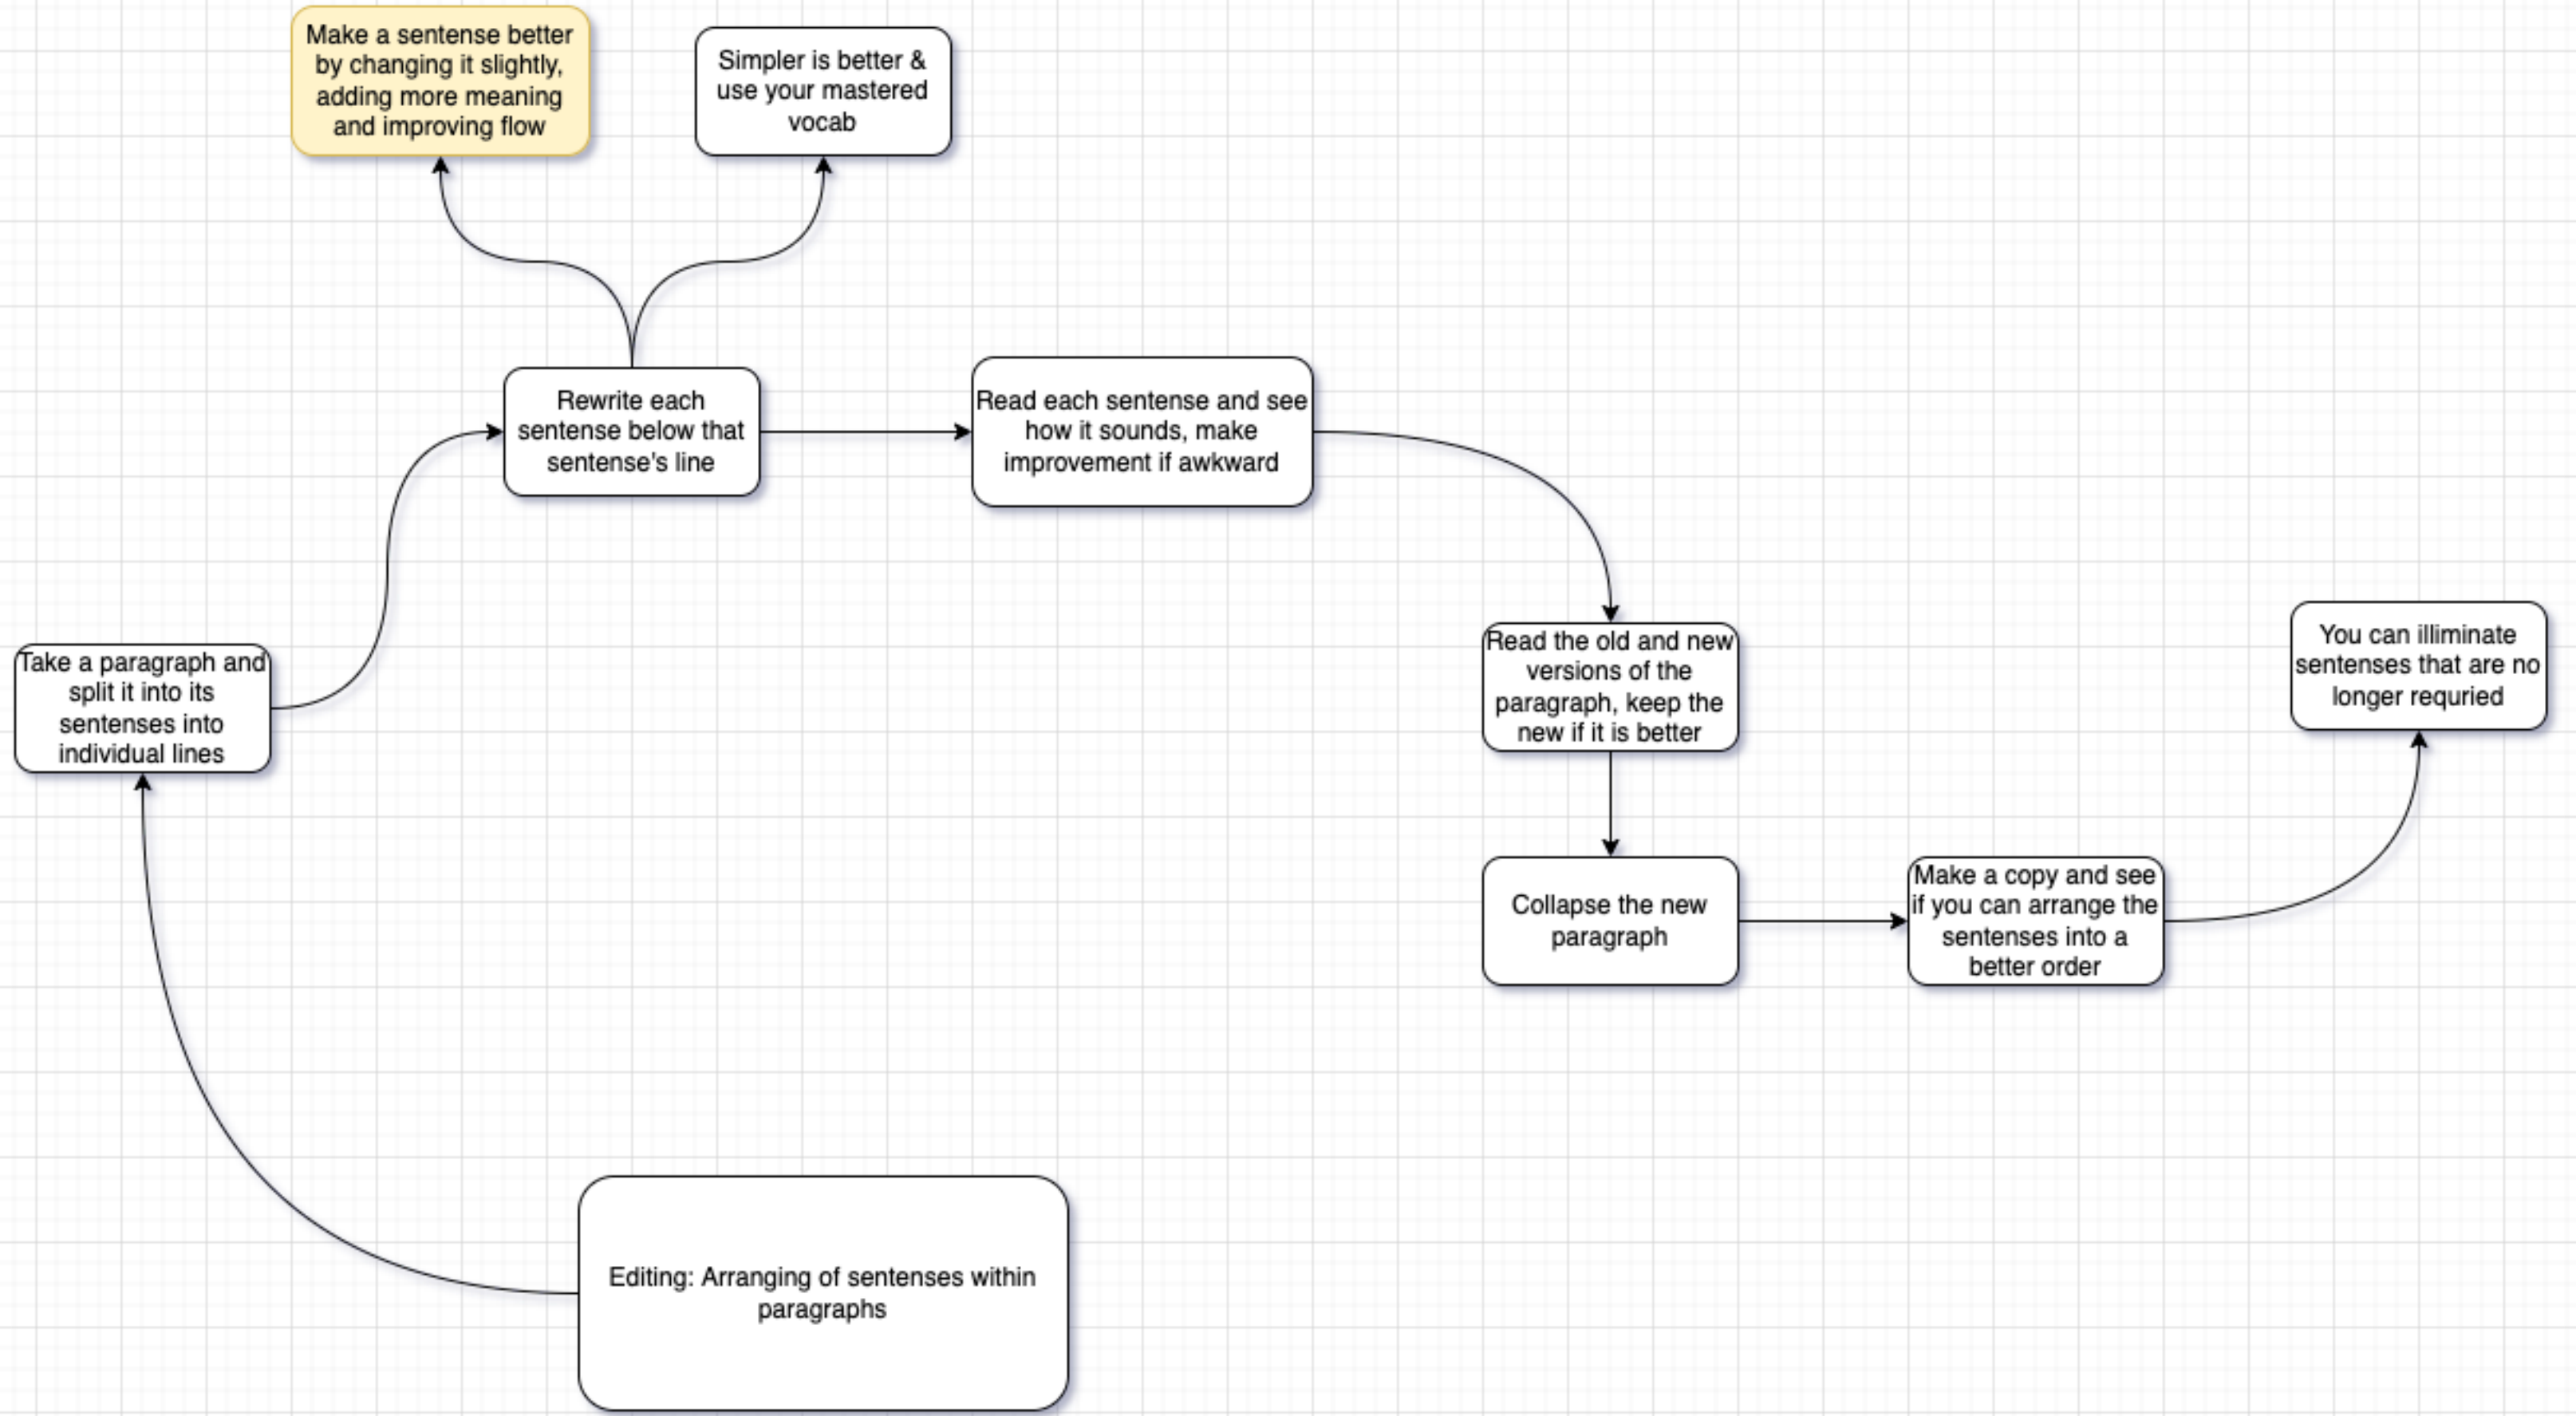 Make a sentense better
by changing it slightly,
adding more meaning
and improving flow
Simpler is better &
use your mastered
vocab
Rewrite each
sentense below that
sentense's line
Read each sentense and see
how it sounds, make
improvement if awkward
Take a paragraph and
split it into its
sentenses into
individual lines
Read the old and new
versions of the
paragraph, keep the
new if it is better
You can illiminate
sentenses that are no
longer requried
Collapse the new
paragraph
Make a copy and see
if you can arrange the
sentenses into a
better order
Editing: Arranging of sentenses within
paragraphs